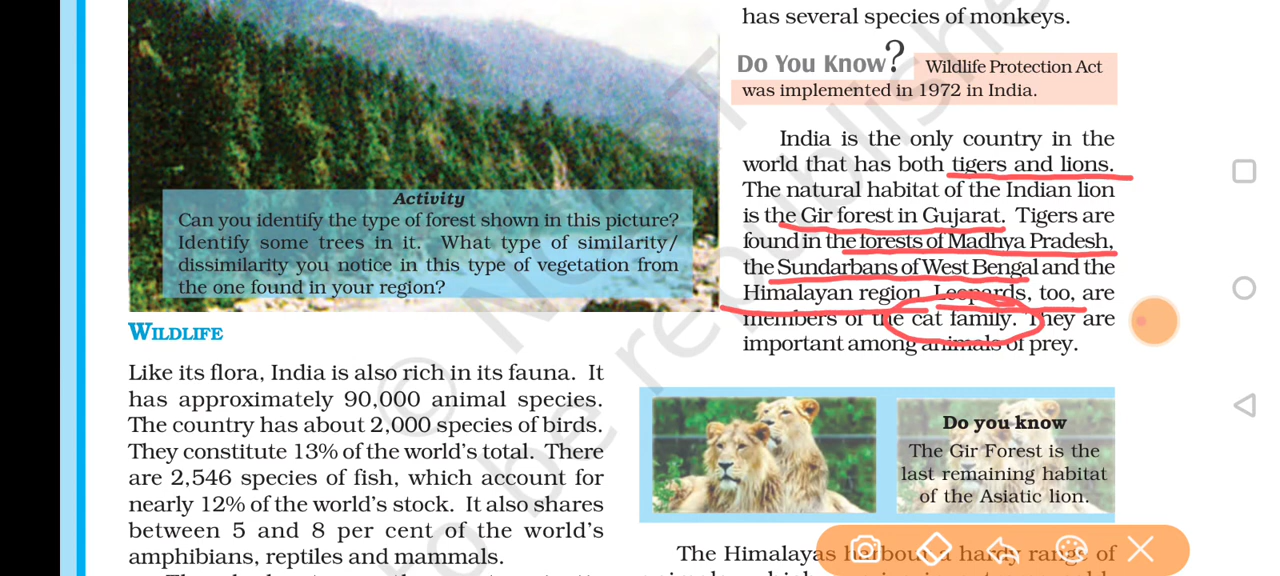 Activity
Can you identify the type of forest shown in this picture?
Identify some trees in it. What type of similarity/
dissimilarity you notice in this type of vegetation from
the one found in your region?
WILDLIFE
Like its flora, India is also rich in its fauna. It
has approximately 90,000 animal species.
The country has about 2,000 species of birds.
They constitute 13% of the world's total. There
are 2,546 species of fish, which account for
nearly 12% of the world's stock. It also shares
between 5 and 8 per cent of the world's
amphibians, reptiles and mammals.
has several species of monkeys.
Do You Know? Wildlife Protection Act
was implemented in 1972 in India.
India is the only country in the
world that has both tigers and lions.
The natural habitat of the Indian lion
is the Gir forest in Gujarat. Tigers are
found in the forests of Madhya Pradesh,
the Sundarbans of West Bengal and the
Himalayan region. Leopards, too, are
members of the cat family. They are
important among animals of prey.
Do you know
The Gir Forest is the
last remaining habitat
of the Asiatic lion.
The Himalayas harbour a hardy range of